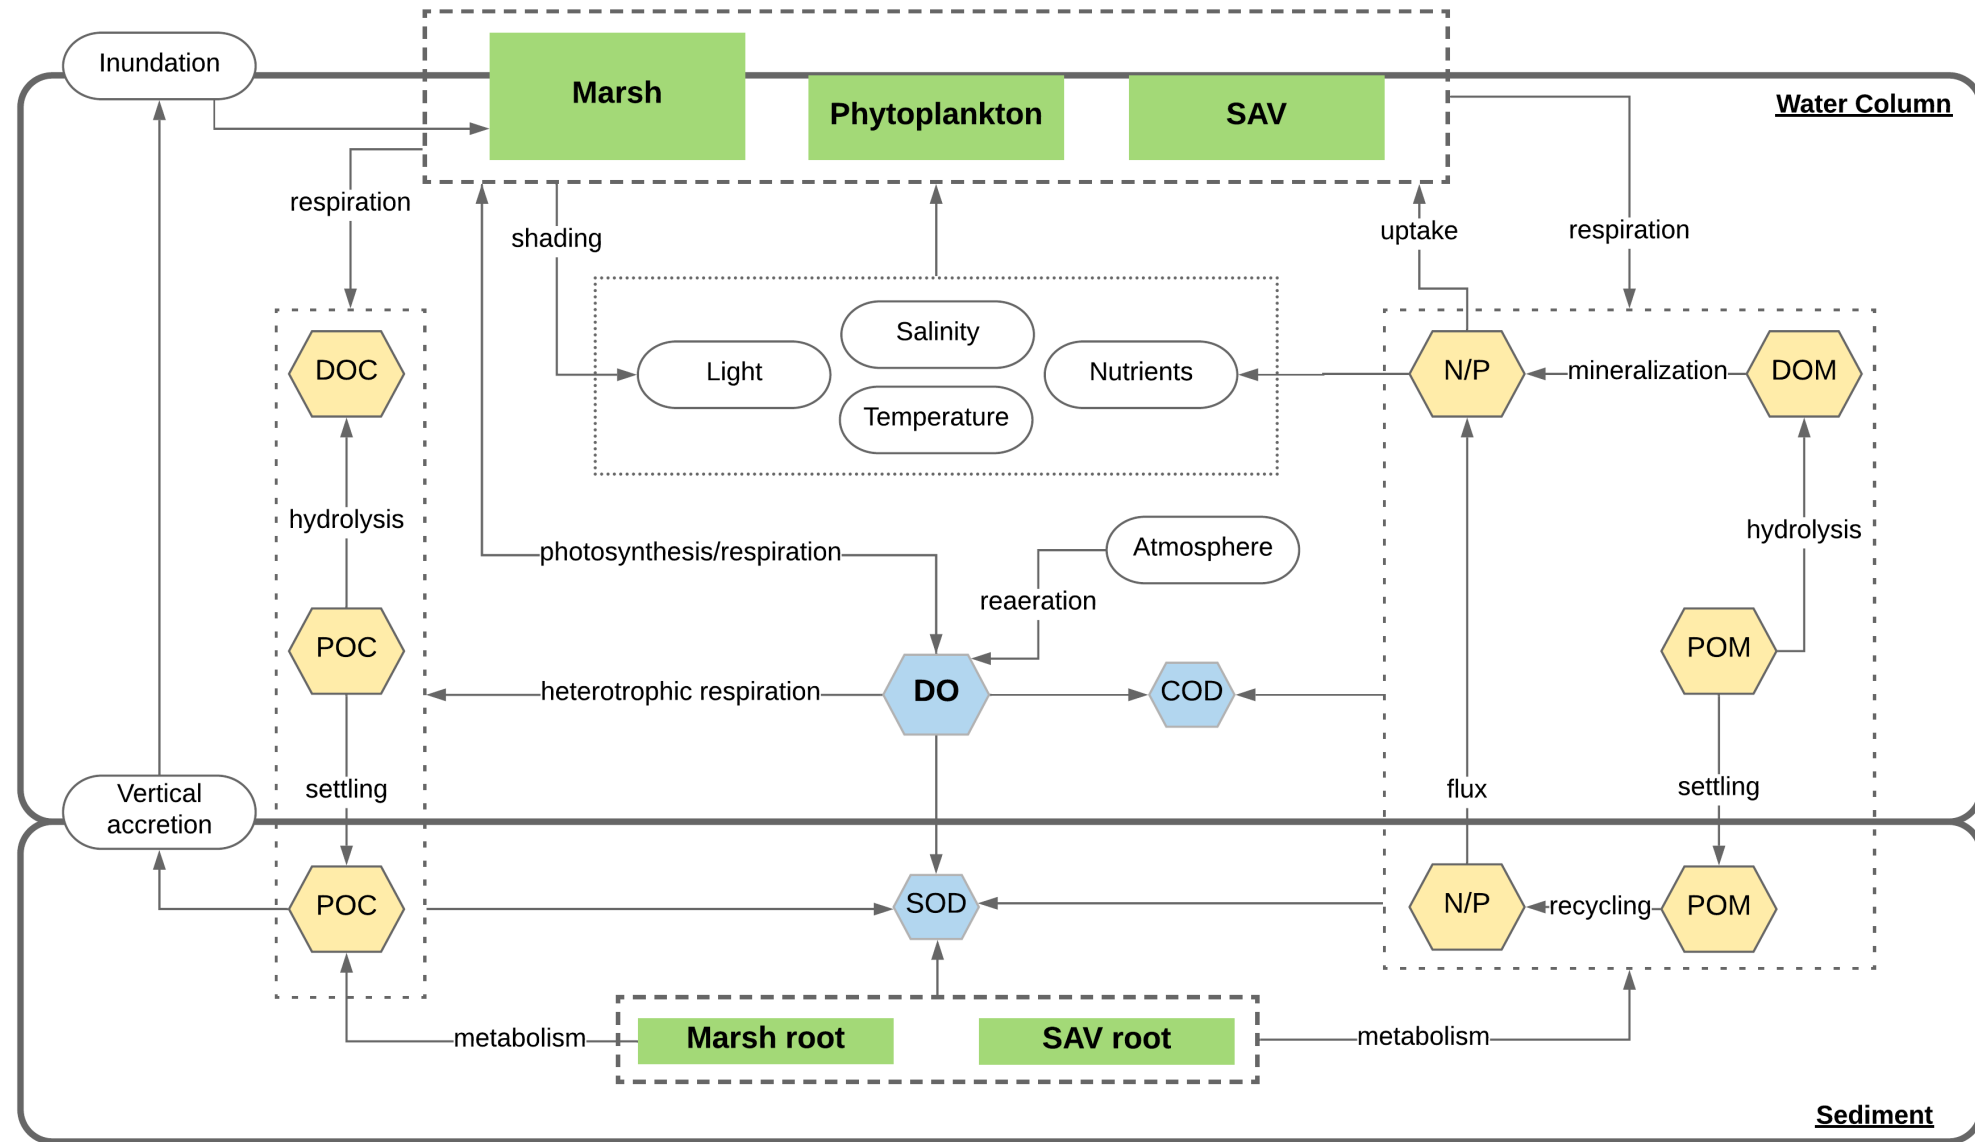 Inundation
Marsh
Phytoplankton
SAV
Water Column
respiration
shading
uptake
respiration
Salinity
Light
Nutrients
Temperature
DOC
N/P
mineralization
DOM
hydrolysis
hydrolysis
photosynthesis/respiration
Atmosphere
reaeration
POC
POM
heterotrophic respiration
DO
COD
settling
flux
settling
Vertical
accretion
POC
SOD
N/P
recycling
POM
metabolism
Marsh root
SAV root
metabolism
Sediment